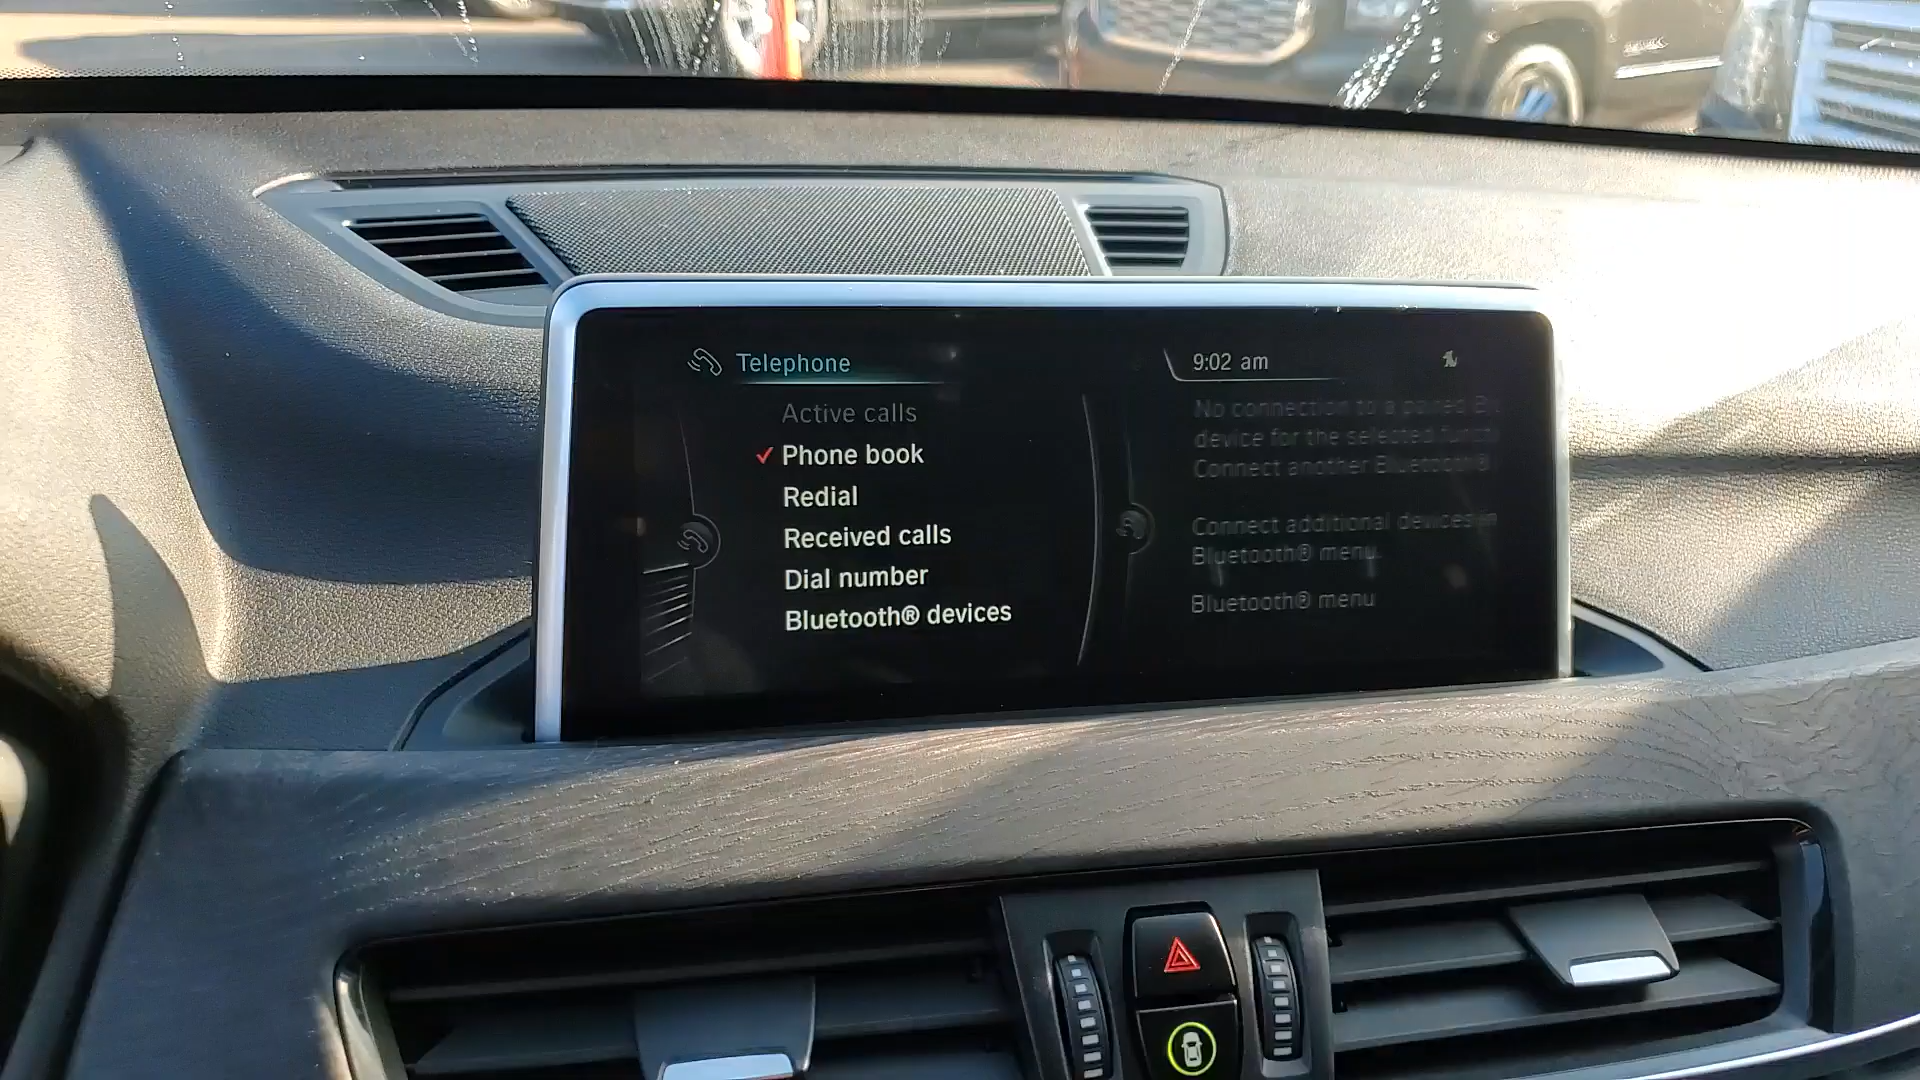 Telephone
9:02 am
Active calls
Phone book
Redial
Received calls
Dial number
Bluetooth® devices
No connection to a paired
device for the selected
Connect another Bluetooth®
Connect additional devices
Bluetooth® menu.
Bluetooth® menu